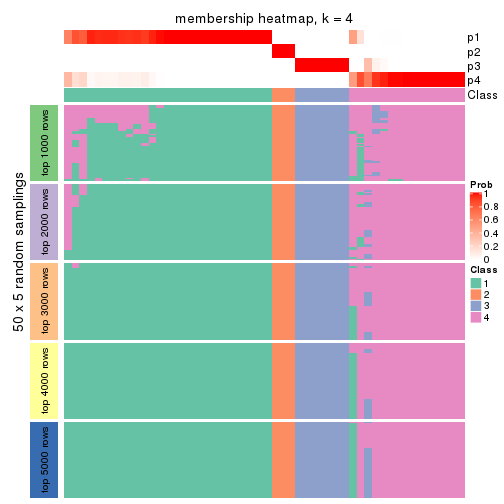 membership heatmap, k = 4
p1
p2
p3
p4
Class
50 x 5 random samplings
top 1000 rows
top 2000 rows
top 3000 rows
top 4000 rows
top 5000 rows
Prob
1
0.8
0.6
0.4
0.2
0
Class
1
2
3
4